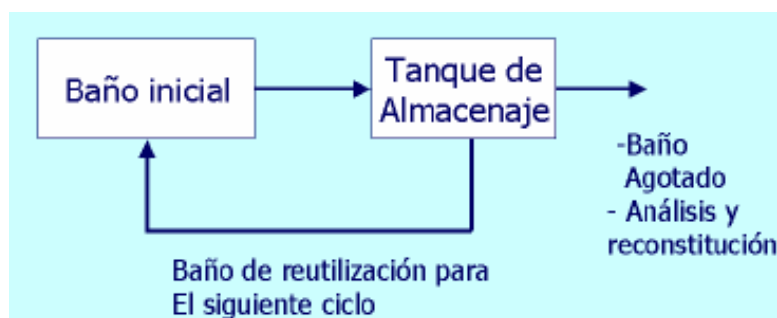 Baño inicial
Tanque de
Almacenaje
-Baño
Agotado
- Análisis y
reconstitución
Baño de reutilización para
El siguiente ciclo